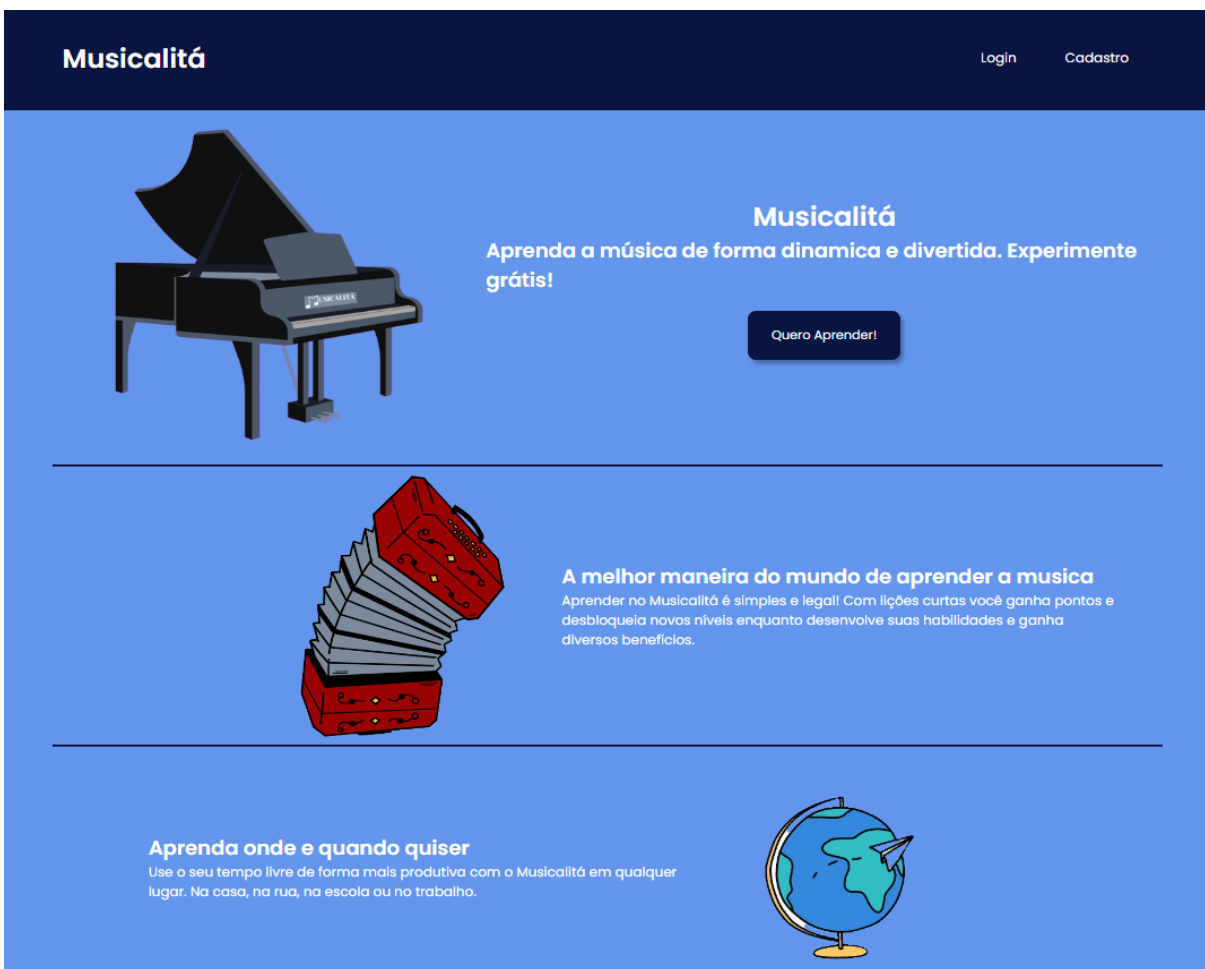 Musicalitá
Login
Cadastro
MUSICALITÁ
Musicalitá
Aprenda a música de forma dinamica e divertida. Experimente
grátis!
Quero Aprender!
A melhor maneira do mundo de aprender a musica
Aprender no Musicalitá é simples e legal! Com lições curtas você ganha pontos e
desbloqueia novos níveis enquanto desenvolve suas habilidades e ganha
diversos benefícios.
Aprenda onde e quando quiser
Use o seu tempo livre de forma mais produtiva com o Musicalitá em qualquer
lugar. Na casa, na rua, na escola ou no trabalho.